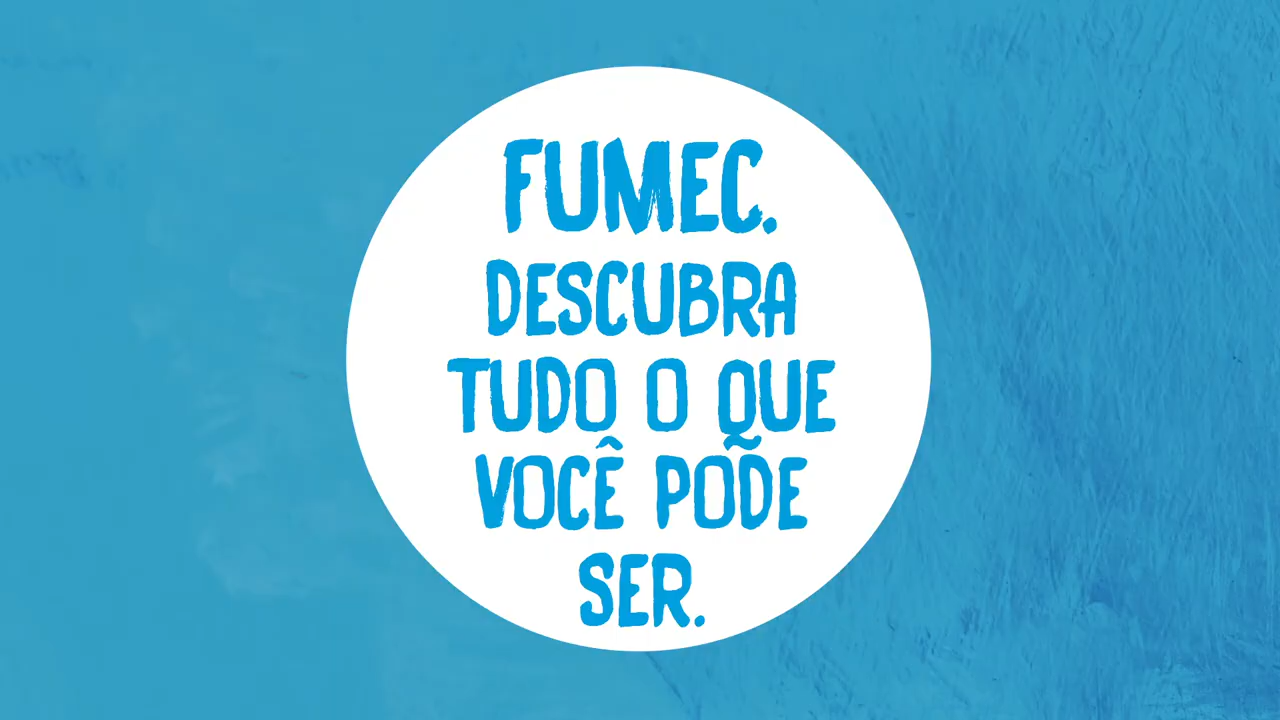 FUMEC.
DESCUBRA
TUDO O QUE
VOCÊ PODE
SER.